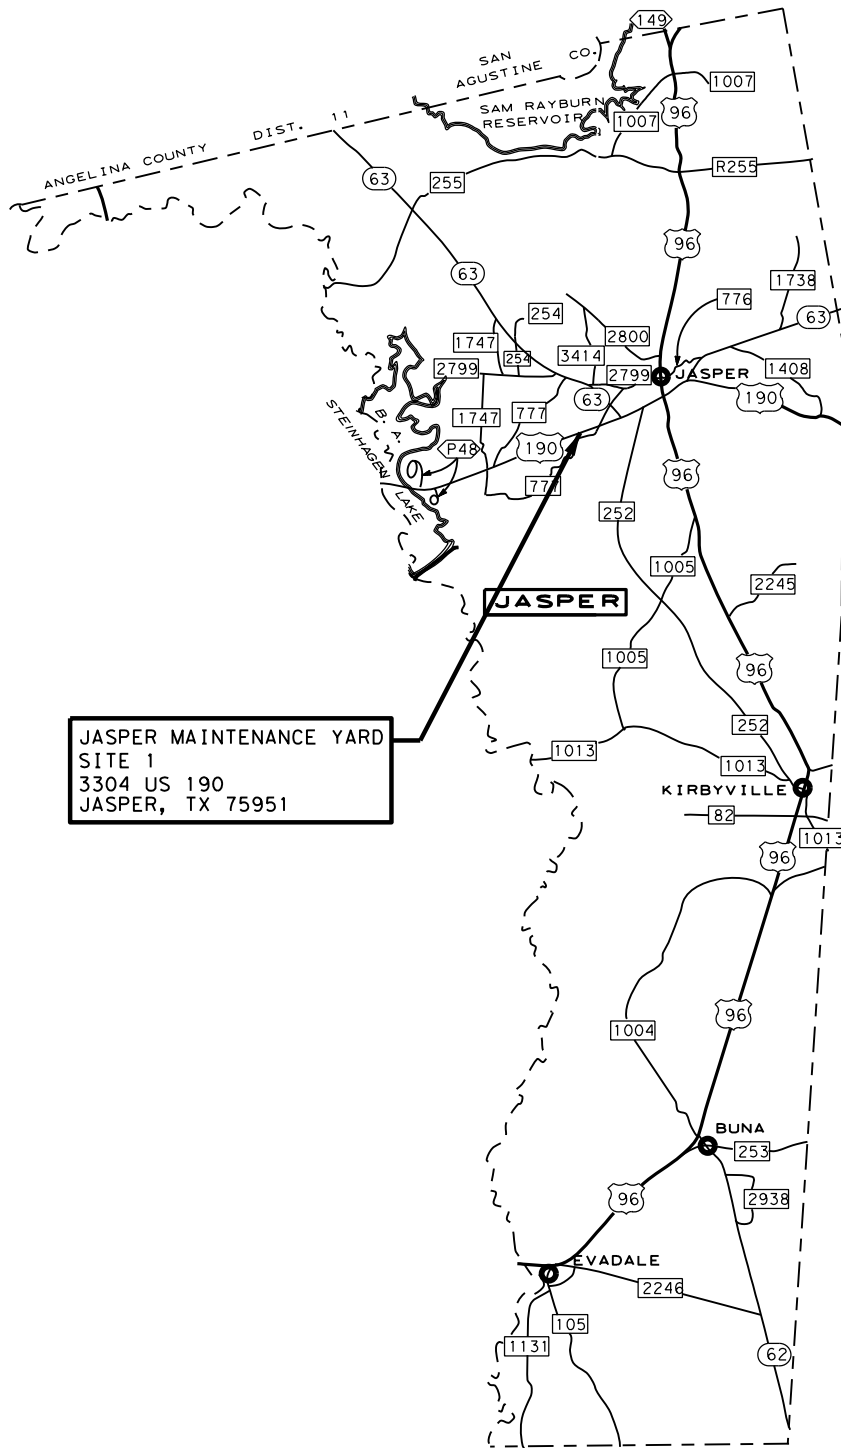 149
SAN
AGUSTINE CO.
1007
SAM RAYBURN
RESERVOIR
96
1007
DIST. 11
ANGELINA COUNTY
R255
63
255
96
63
1738
776
63
254
2800
1747
3414
254
2799
2799
JASPER
1408
63
190
1747
777
B. A.
STEINHAGEN LAKE
P48
190
96
777
252
1005
2245
JASPER
1005
96
252
JASPER MAINTENANCE YARD
SITE 1
3304 US 190
JASPER, TX 75951
1013
1013
KIRBYVILLE
82
1013
96
96
1004
BUNA
253
96
2938
EVADALE
2246
105
1131
62